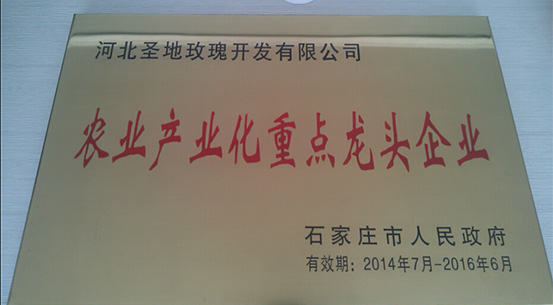 河北圣地玫瑰开发有限公司
农业产业化重点龙头企业
石家庄市人民政府
有效期：2014年7月-2016年6月